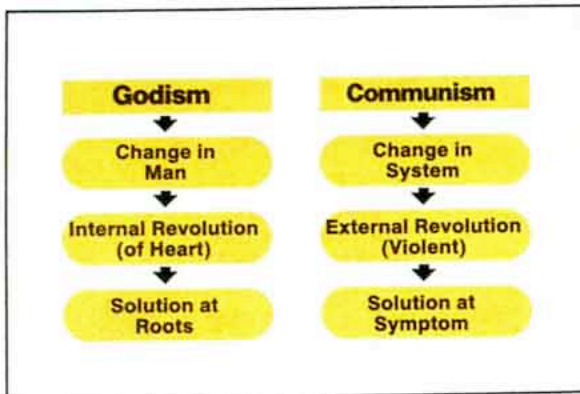 Godism
Change in
Man
Internal Revolution
(of Heart)
Solution at
Roots
Communism
Change in
System
External Revolution
(Violent)
Solution at
Symptom